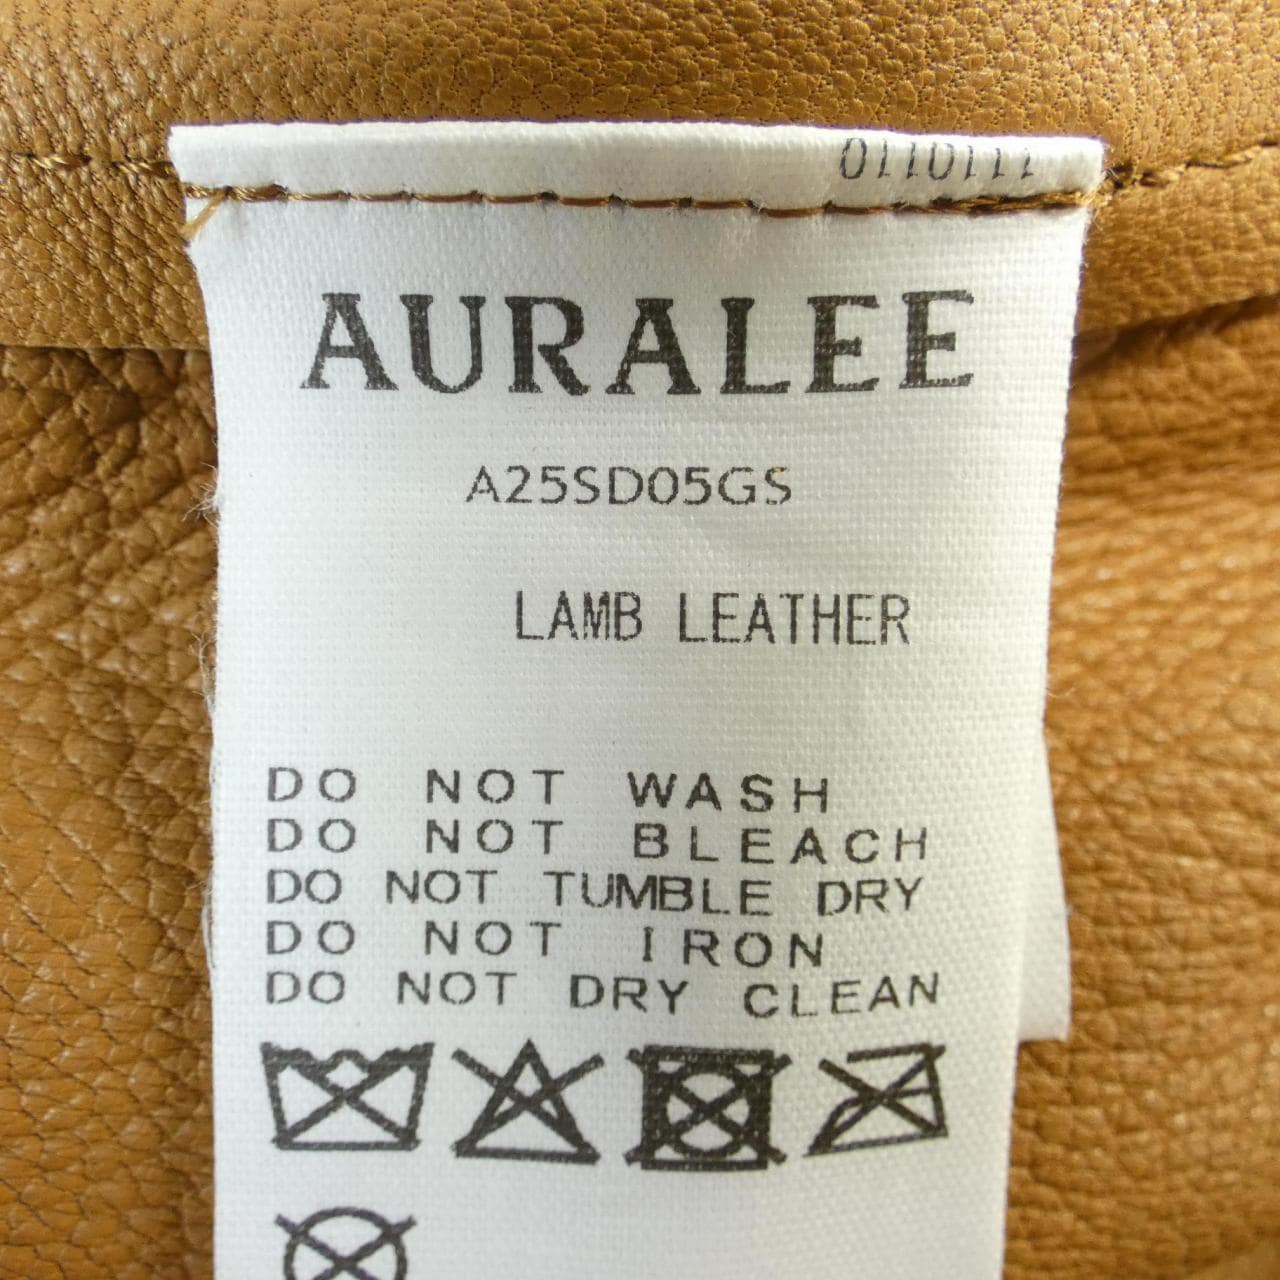 0110111
AURALEE
A25SD05GS
LAMB LEATHER
DO NOT WASH
DO NOT BLEACH
DO NOT TUMBLE DRY
DO NOT IRON
DO NOT DRY CLEAN